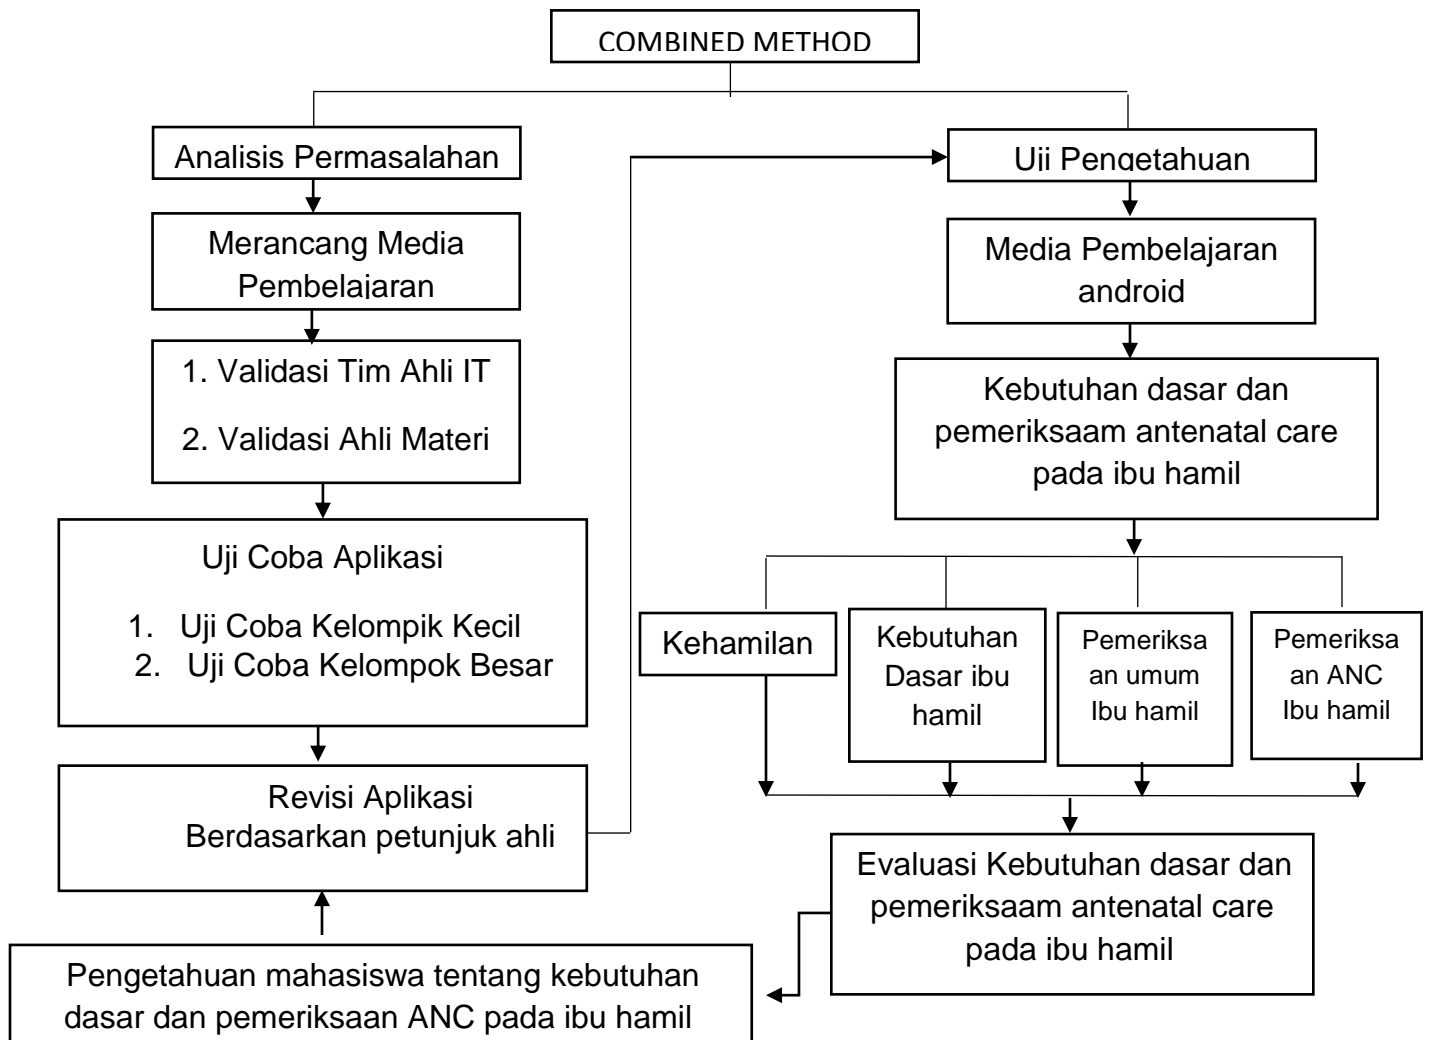 COMBINED METHOD
Analisis Permasalahan
Merancang Media
Pembelajaran
1. Validasi Tim Ahli IT
2. Validasi Ahli Materi
Uji Coba Aplikasi
1. Uji Coba Kelompik Kecil
2. Uji Coba Kelompok Besar
Revisi Aplikasi
Berdasarkan petunjuk ahli
Uji Pengetahuan
Media Pembelajaran
android
Kebutuhan dasar dan
pemeriksaam antenatal care
pada ibu hamil
Kehamilan
Kebutuhan
Dasar ibu
hamil
Pemeriksa
an umum
Ibu hamil
Pemeriksa
an ANC
Ibu hamil
Evaluasi Kebutuhan dasar dan
pemeriksaam antenatal care
pada ibu hamil
Pengetahuan mahasiswa tentang kebutuhan
dasar dan pemeriksaan ANC pada ibu hamil